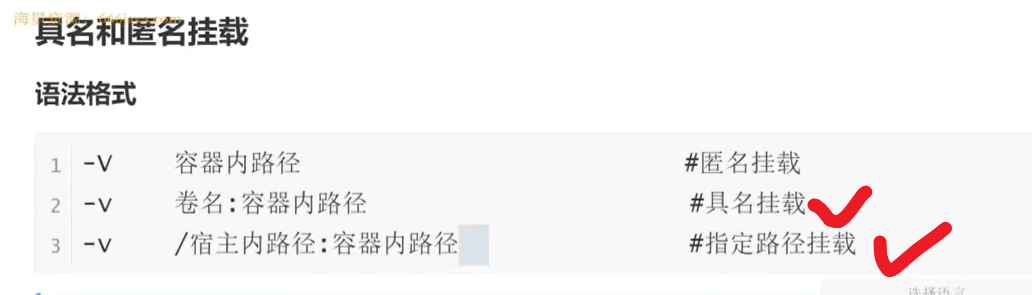 海量资源:666java.com
具名和匿名挂载
语法格式
1 -v 容器内路径 #匿名挂载
2 -v 卷名:容器内路径 #具名挂载
3 -v /宿主内路径:容器内路径 #指定路径挂载
选择语言